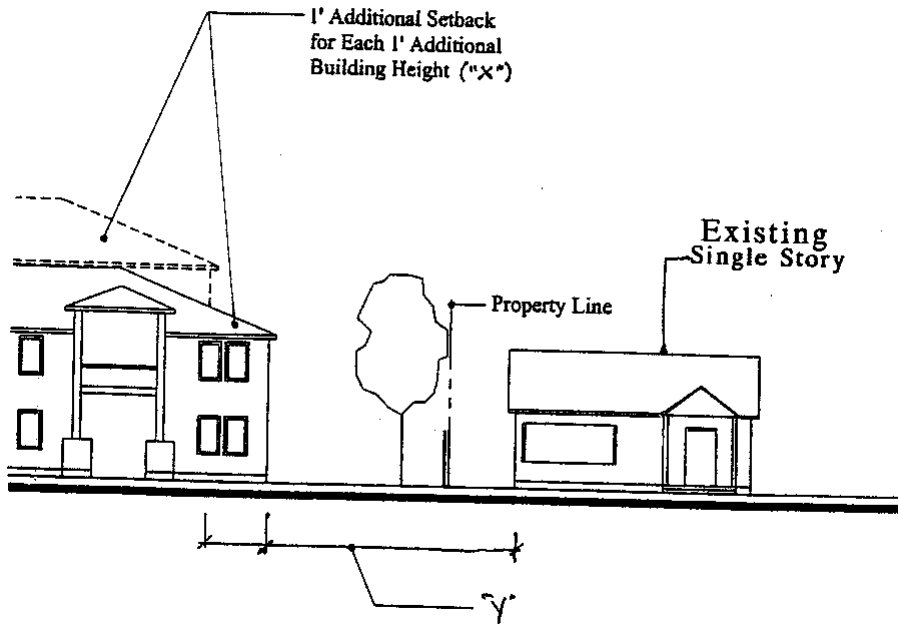 1' Additional Setback
for Each 1' Additional
Building Height ("X")
Existing
Single Story
Property Line
"Y"